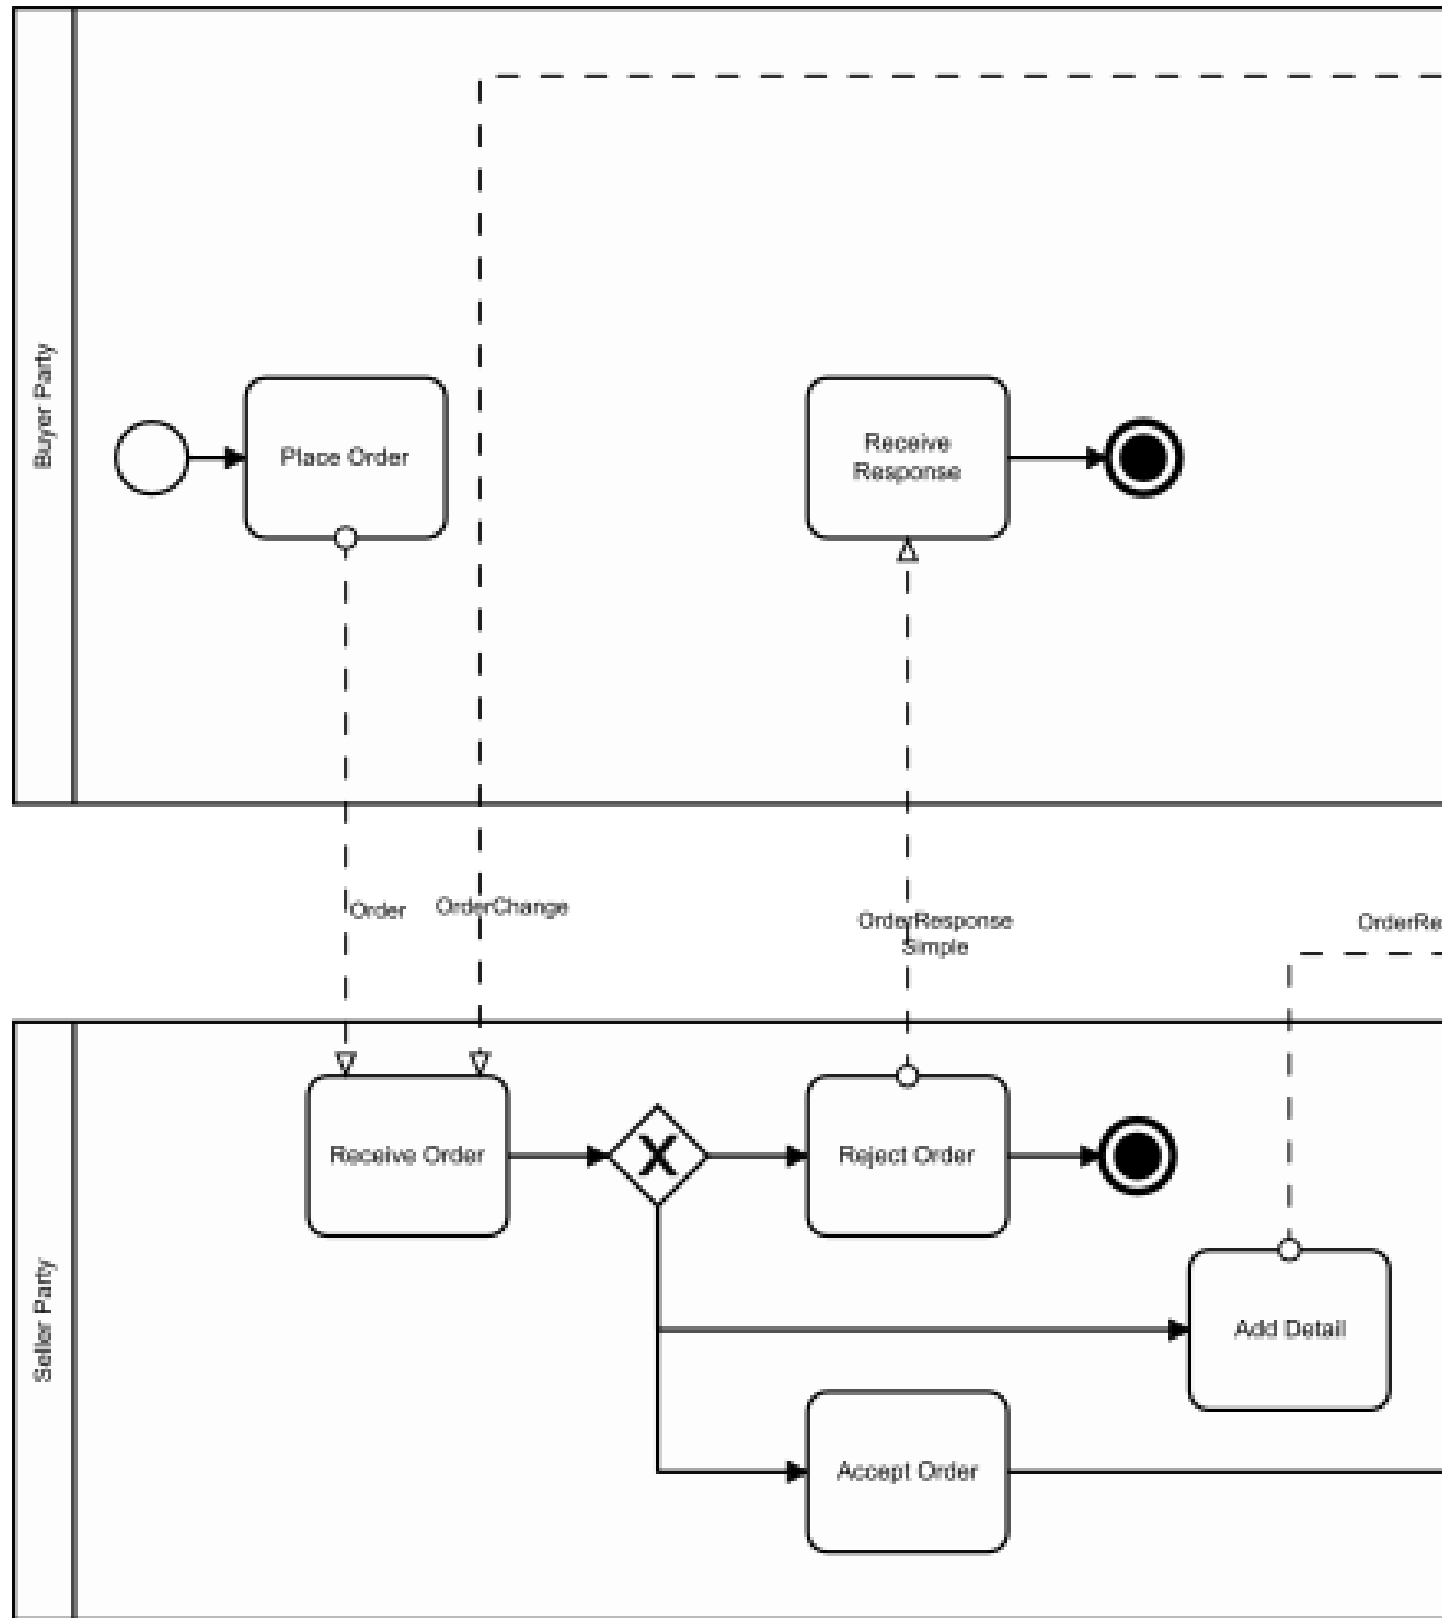 Buyer Party
Place Order
Receive
Response
Order
OrderChange
OrderResponse
Simple
OrderRe
Seller Party
Receive Order
X
Reject Order
Add Detail
Accept Order